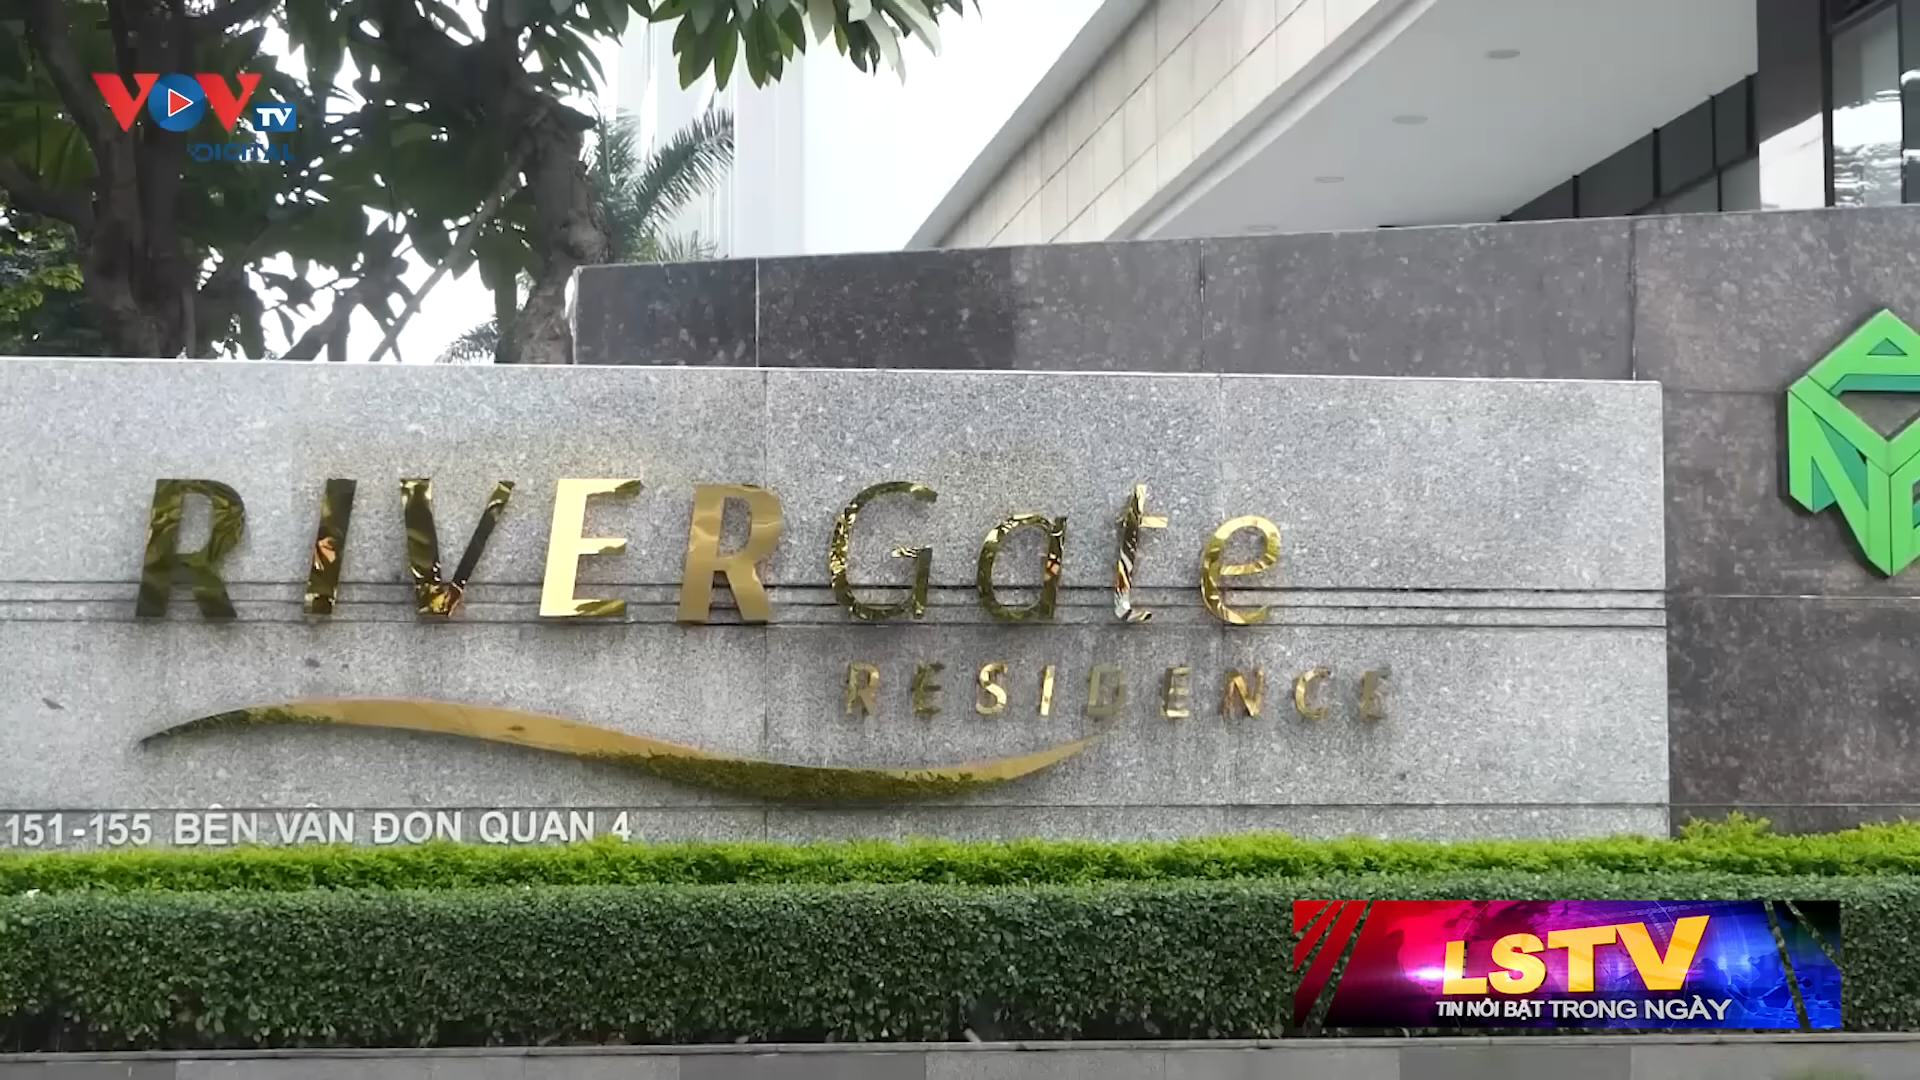 VOV TV
DIGITAL
RIVERGate
RESIDENCE
151-155 BẾN VÂN ĐỒN QUẬN 4
LSTV
TIN NỔI BẬT TRONG NGÀY